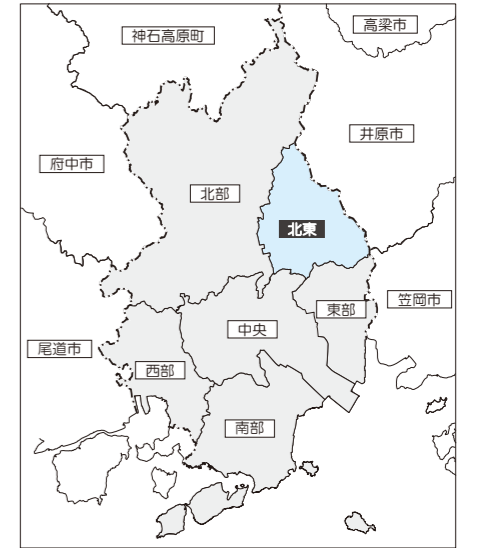 高梁市
神石高原町
井原市
府中市
北部
北東
笠岡市
東部
中央
尾道市
西部
南部